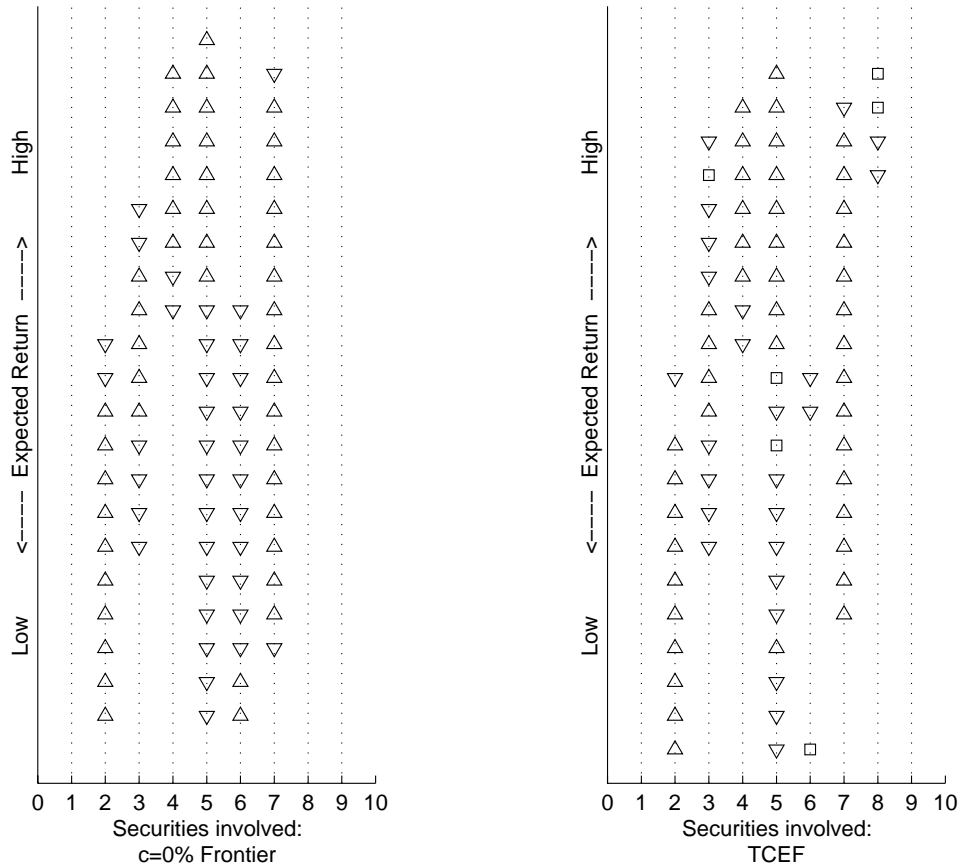 <----- Expected Return ----->
Low
High
0 1 2 3 4 5 6 7 8 9 10
Securities involved:
c=0% Frontier
<----- Expected Return ----->
Low
High
0 1 2 3 4 5 6 7 8 9 10
Securities involved:
TCEF